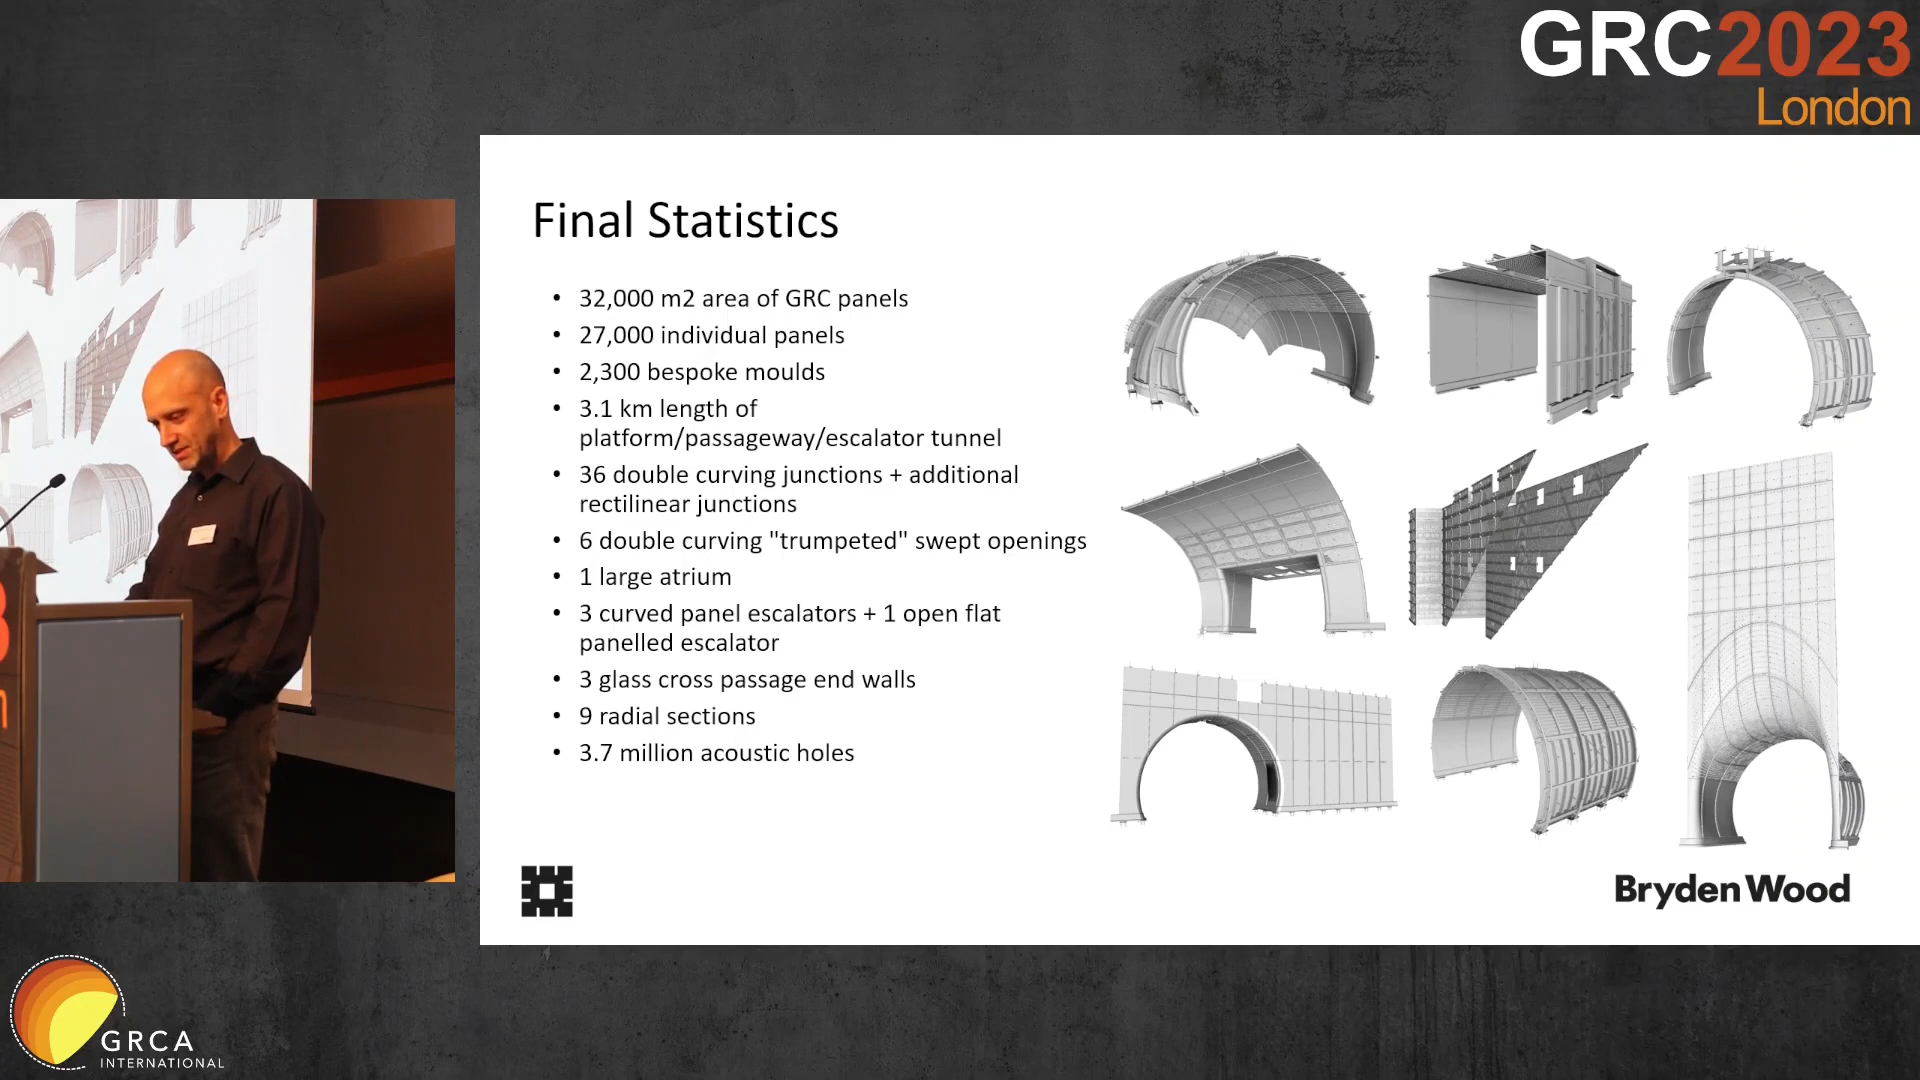 GRC2023
London
Final Statistics
• 32,000 m2 area of GRC panels
• 27,000 individual panels
• 2,300 bespoke moulds
• 3.1 km length of
platform/passageway/escalator tunnel
• 36 double curving junctions + additional
rectilinear junctions
• 6 double curving "trumpeted" swept openings
• 1 large atrium
• 3 curved panel escalators + 1 open flat
panelled escalator
• 3 glass cross passage end walls
• 9 radial sections
• 3.7 million acoustic holes
Bryden Wood
GRCA
INTERNATIONAL